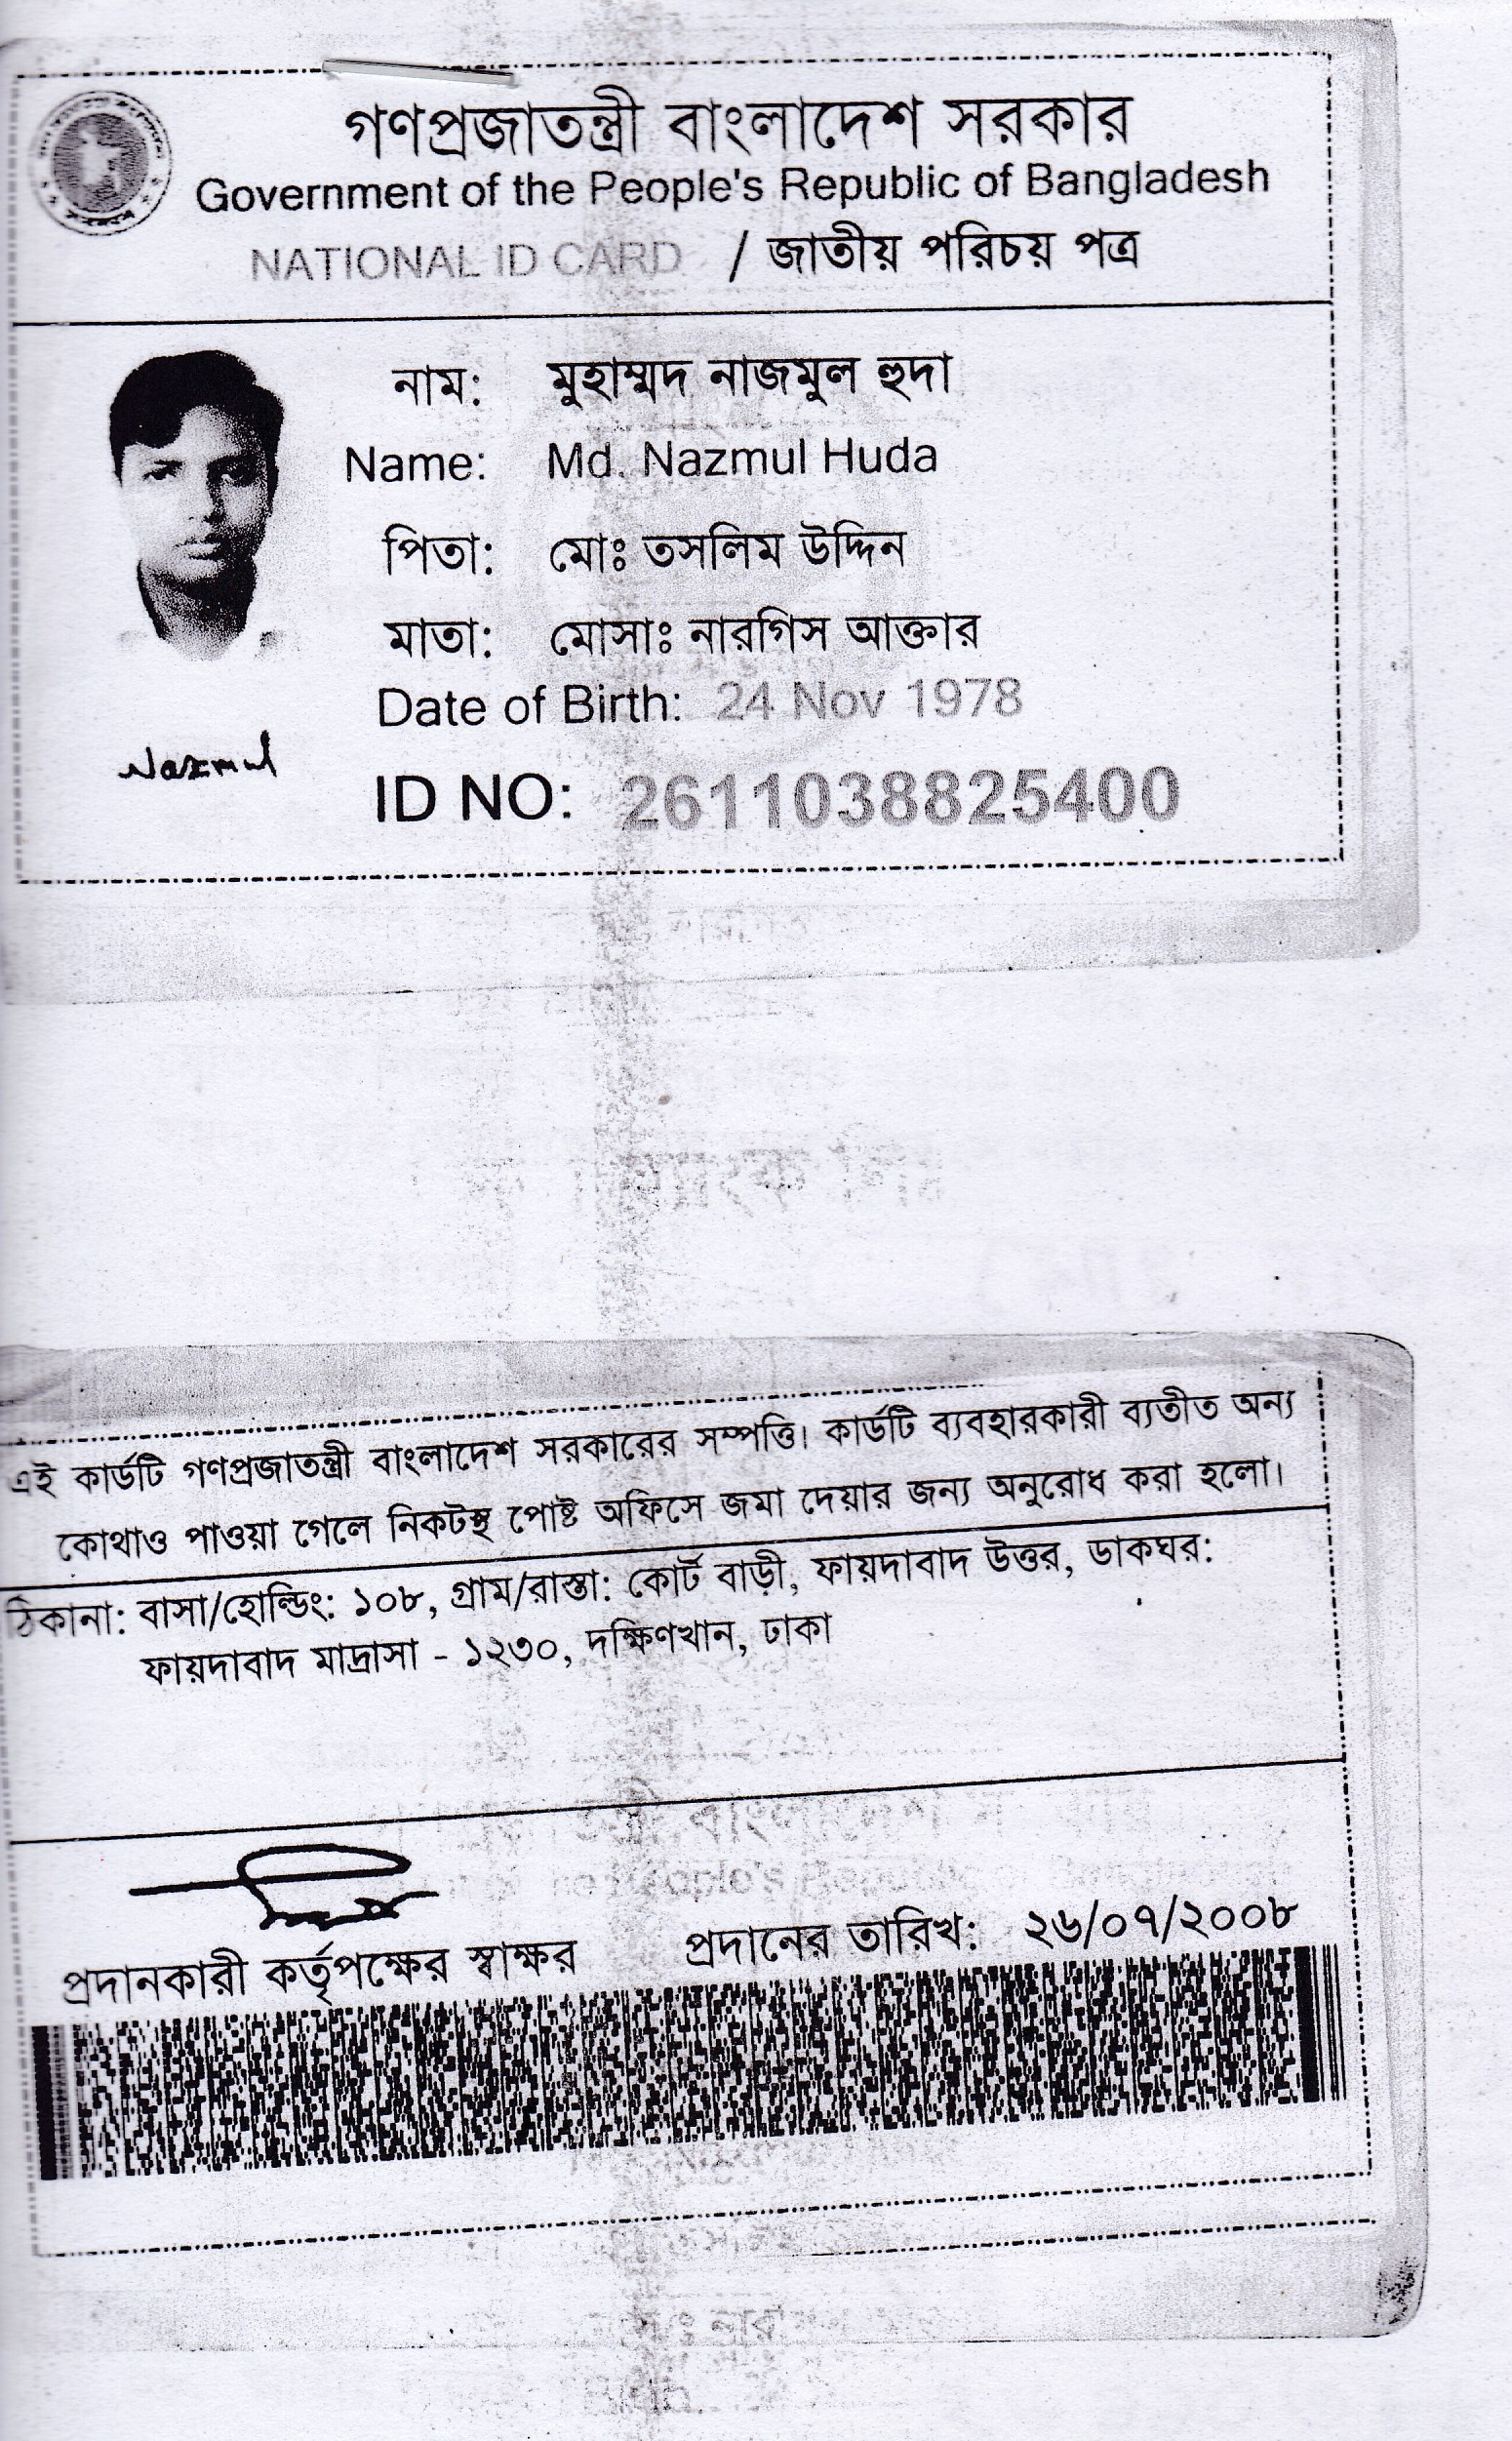 গণপ্রজাতন্ত্রী বাংলাদেশ সরকার
Government of the People's Republic of Bangladesh
NATIONAL ID CARD / জাতীয় পরিচয় পত্র
নাম: মুহাম্মদ নাজমুল হুদা
Name: Md. Nazmul Huda
পিতা: মোঃ তসলিম উদ্দিন
মাতা: মোসাঃ নারগিস আক্তার
Date of Birth: 24 Nov 1978
Nazmul
ID NO: 2611038825400
এই কার্ডটি গণপ্রজাতন্ত্রী বাংলাদেশ সরকারের সম্পত্তি। কার্ডটি ব্যবহারকারী ব্যতীত অন্য
কোথাও পাওয়া গেলে নিকটস্থ পোষ্ট অফিসে জমা দেয়ার জন্য অনুরোধ করা হলো।
ঠিকানা: বাসা/হোল্ডিং: ১০৮, গ্রাম/রাস্তা: কোর্ট বাড়ী, ফায়দাবাদ উত্তর, ডাকঘর:
ফায়দাবাদ মাদ্রাসা - ১২৩০, দক্ষিণখান, ঢাকা
প্রদানকারী কর্তৃপক্ষের স্বাক্ষর প্রদানের তারিখ: ২৬/০৭/২০০৮